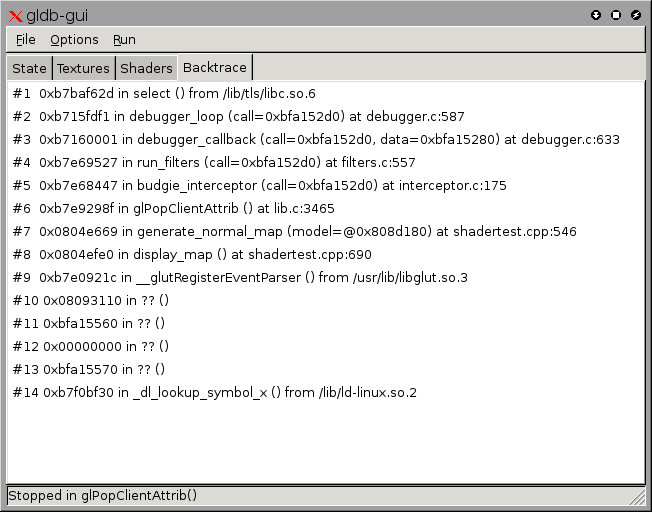 gldb-gui
File Options Run
State Textures Shaders Backtrace
#1 0xb7baf62d in select () from /lib/tls/libc.so.6
#2 0xb715fdf1 in debugger_loop (call=0xbfa152d0) at debugger.c:587
#3 0xb7160001 in debugger_callback (call=0xbfa152d0, data=0xbfa15280) at debugger.c:633
#4 0xb7e69527 in run_filters (call=0xbfa152d0) at filters.c:557
#5 0xb7e68447 in budgie_interceptor (call=0xbfa152d0) at interceptor.c:175
#6 0xb7e9298f in glPopClientAttrib () at lib.c:3465
#7 0x0804e669 in generate_normal_map (model=@0x808d180) at shadertest.cpp:546
#8 0x0804efe0 in display_map () at shadertest.cpp:690
#9 0xb7e0921c in __glutRegisterEventParser () from /usr/lib/libglut.so.3
#10 0x08093110 in ?? ()
#11 0xbfa15560 in ?? ()
#12 0x00000000 in ?? ()
#13 0xbfa15570 in ?? ()
#14 0xb7f0bf30 in _dl_lookup_symbol_x () from /lib/ld-linux.so.2
Stopped in glPopClientAttrib()